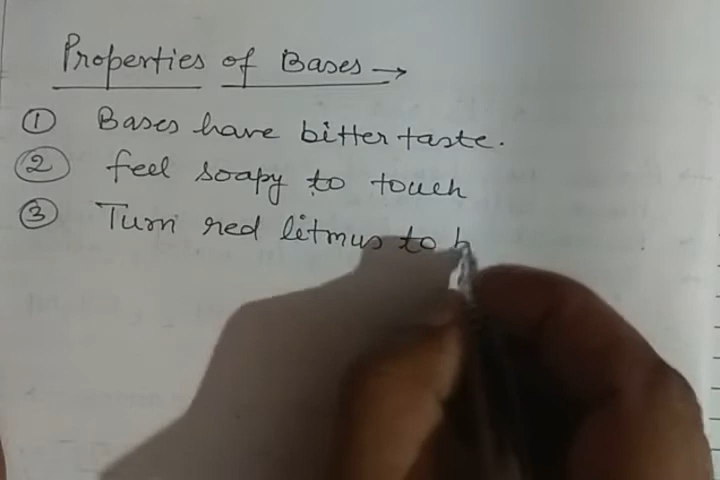 Properties of Bases →
① Bases have bitter taste.
② feel soapy to touch
③ Turn red litmus to b